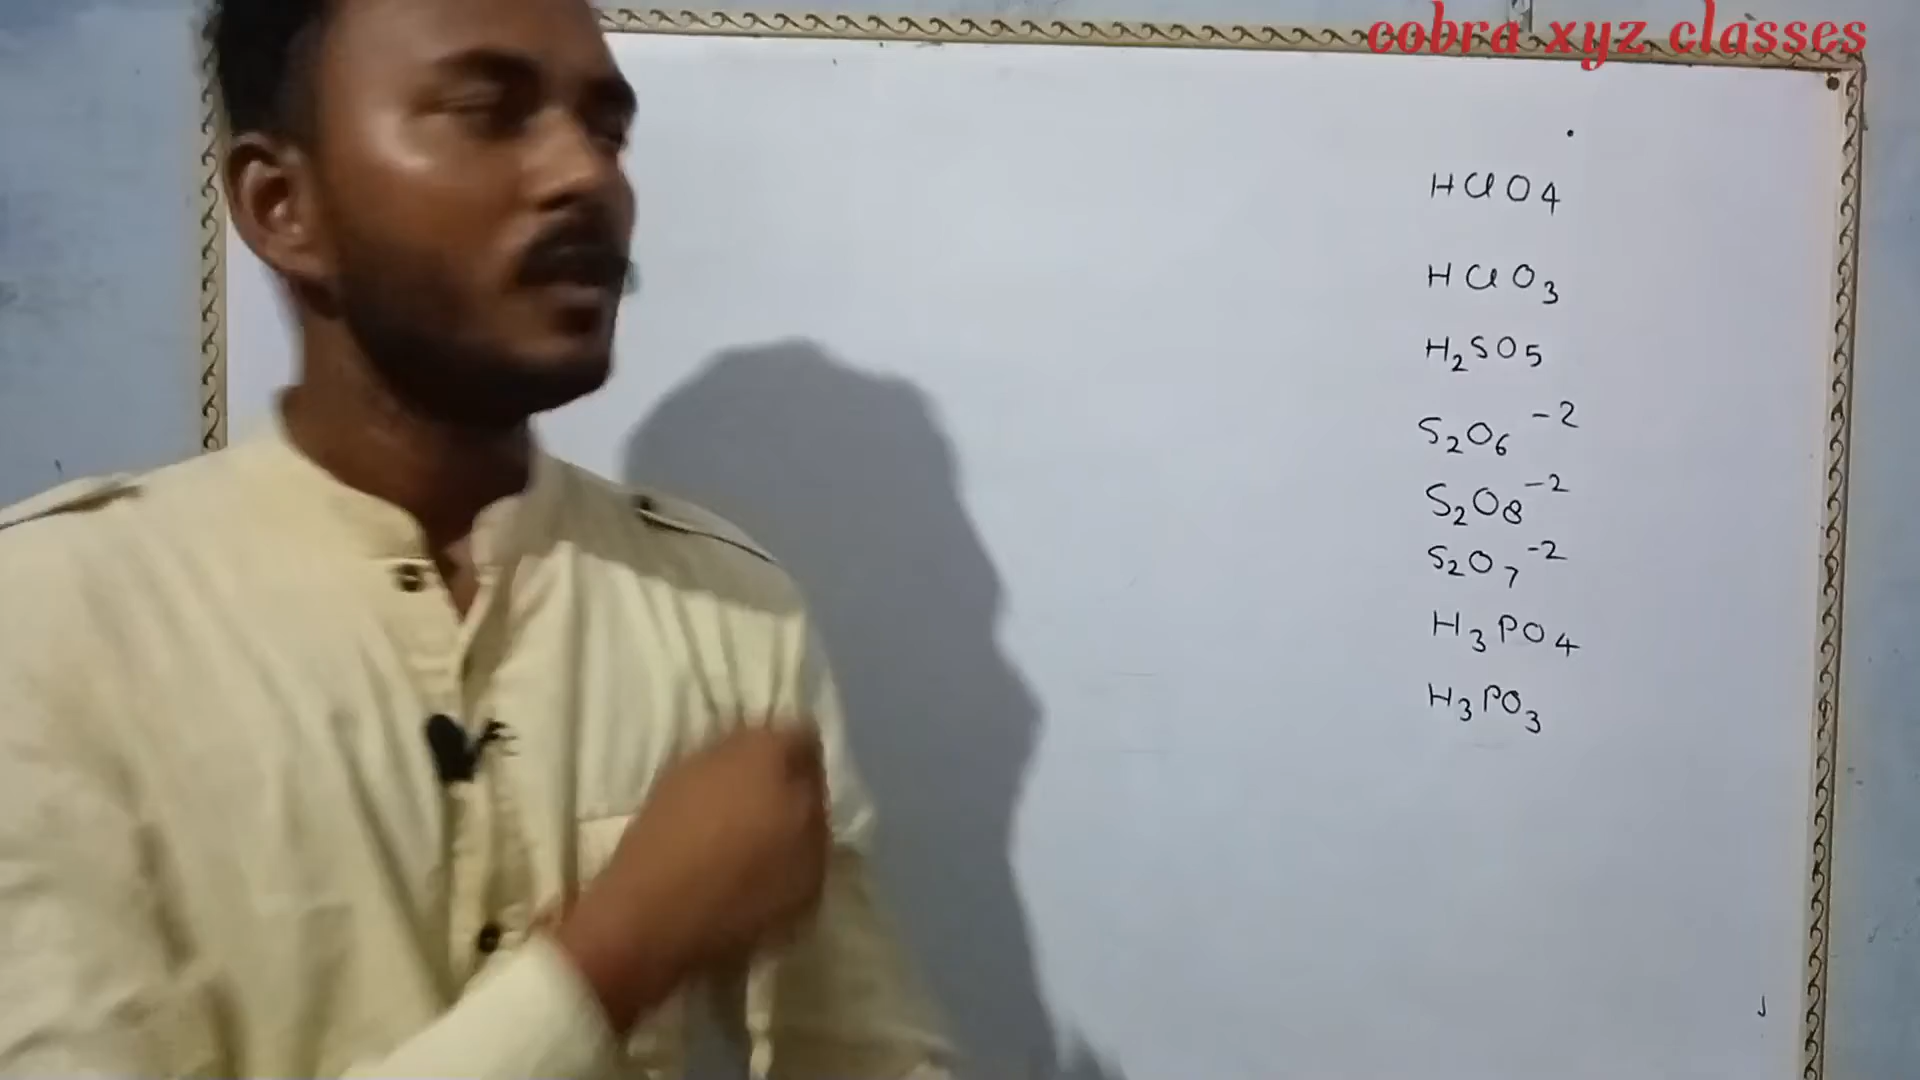 cobra xyz classes
HClO4
HClO3
H2SO5
S2O6 -2
S2O8 -2
S2O7 -2
H3PO4
H3PO3